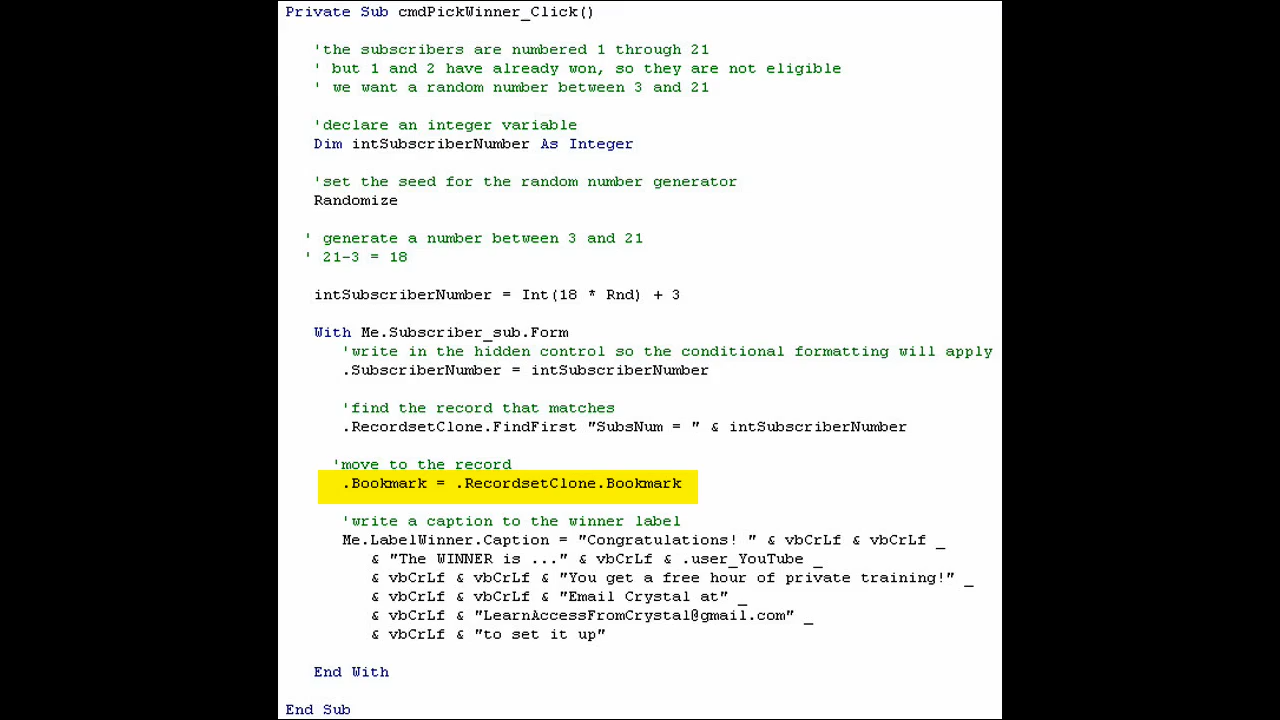 Private Sub cmdPickWinner_Click()
'the subscribers are numbered 1 through 21
' but 1 and 2 have already won, so they are not eligible
' we want a random number between 3 and 21
'declare an integer variable
Dim intSubscriberNumber As Integer
'set the seed for the random number generator
Randomize
' generate a number between 3 and 21
' 21-3 = 18
intSubscriberNumber = Int(18 * Rnd) + 3
With Me.Subscriber_sub.Form
'write in the hidden control so the conditional formatting will apply
.SubscriberNumber = intSubscriberNumber
'find the record that matches
.RecordsetClone.FindFirst "SubsNum = " & intSubscriberNumber
'move to the record
.Bookmark = .RecordsetClone.Bookmark
'write a caption to the winner label
Me.LabelWinner.Caption = "Congratulations! " & vbCrLf & vbCrLf _
& "The WINNER is ..." & vbCrLf & .user_YouTube _
& vbCrLf & vbCrLf & "You get a free hour of private training!" _
& vbCrLf & vbCrLf & "Email Crystal at" _
& vbCrLf & "LearnAccessFromCrystal@gmail.com" _
& vbCrLf & "to set it up"
End With
End Sub